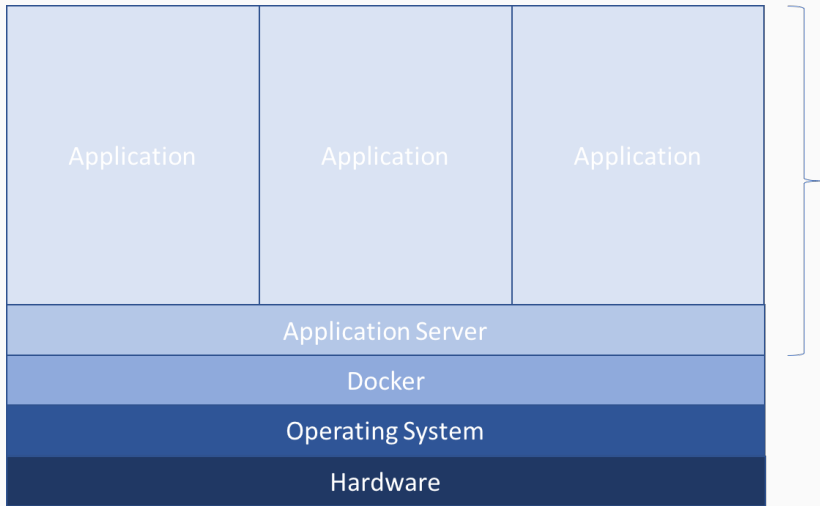 Application
Application
Application
Application Server
Docker
Operating System
Hardware